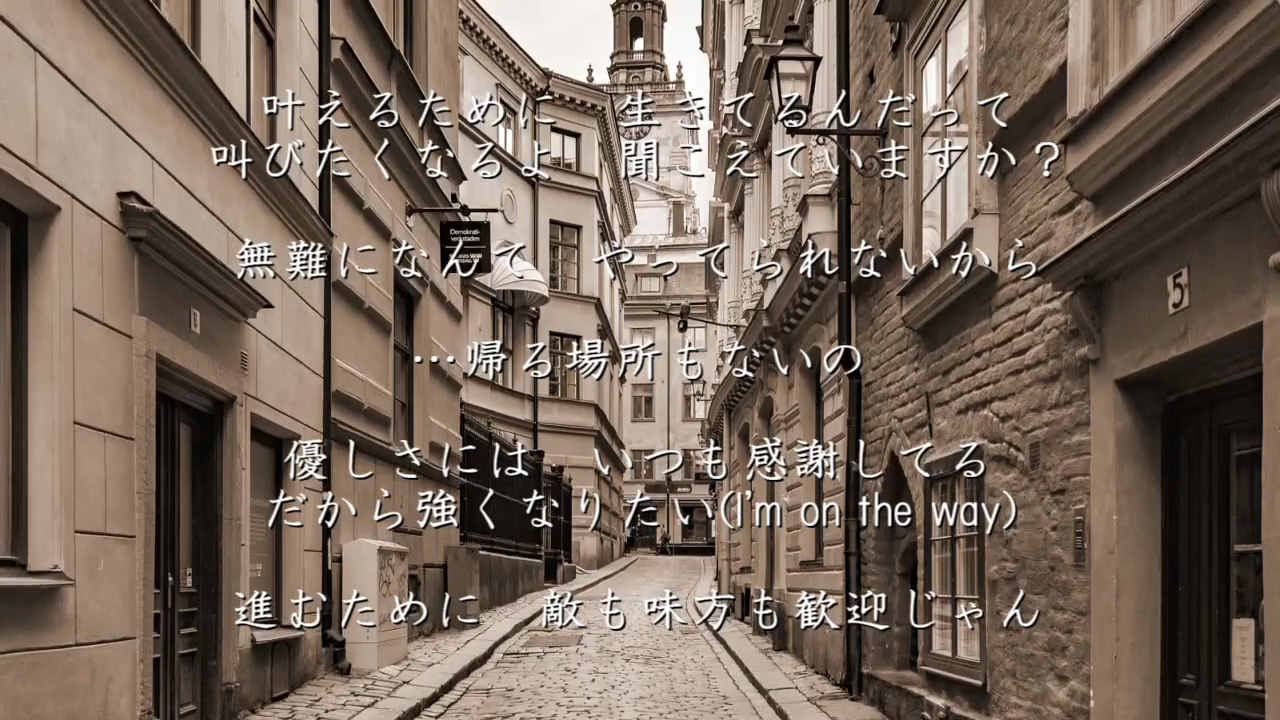 叶えるために　生きてるんだって
叫びたくなるよ　聞こえていますか？
無難になんて　やってられないから
…帰る場所もないの
優しさには　いつも感謝してる
だから強くなりたい(I'm on the way)
進むために　敵も味方も歓迎じゃん
Demokrati-
verkstaden
5